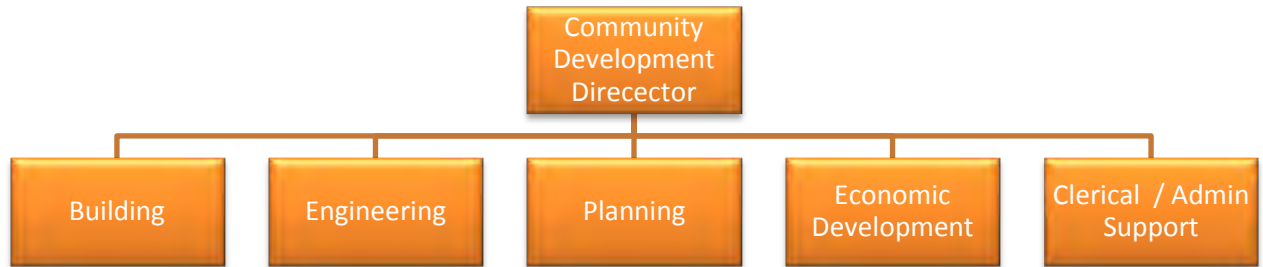 Community
Development
Direcector
Building
Engineering
Planning
Economic
Development
Clerical / Admin
Support